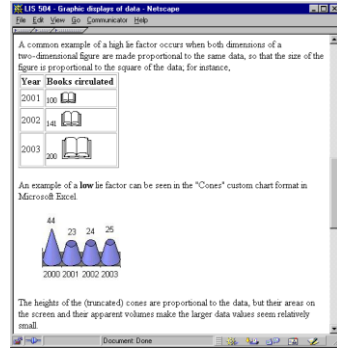 LIS 504 - Graphic displays of data - Netscape
File Edit View Go Communicator Help
A common example of a high lie factor occurs when both dimensions of a
two-dimensional figure are made proportional to the same data, so that the size of the
figure is proportional to the square of the data; for instance,
Year Books circulated
2001 100
2002 141
2003 200
An example of a low lie factor can be seen in the "Cones" custom chart format in
Microsoft Excel.
44 23 24 25
2000 2001 2002 2003
The heights of the (truncated) cones are proportional to the data, but their areas on
the screen and their apparent volumes make the larger data values seem relatively
small.
Document: Done